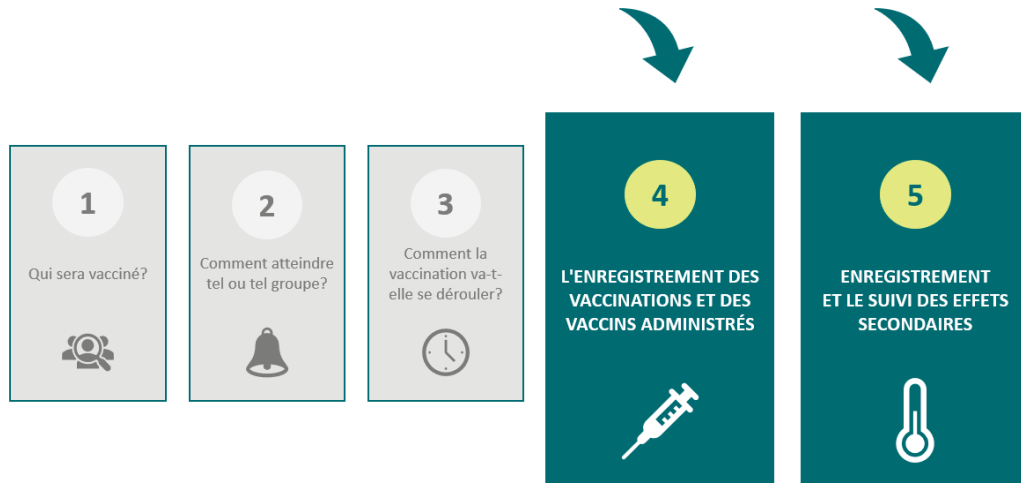 1
Qui sera vacciné?
2
Comment atteindre
tel ou tel groupe?
3
Comment la
vaccination va-t-
elle se dérouler?
4
L'ENREGISTREMENT DES
VACCINATIONS ET DES
VACCINS ADMINISTRÉS
5
ENREGISTREMENT
ET LE SUIVI DES EFFETS
SECONDAIRES